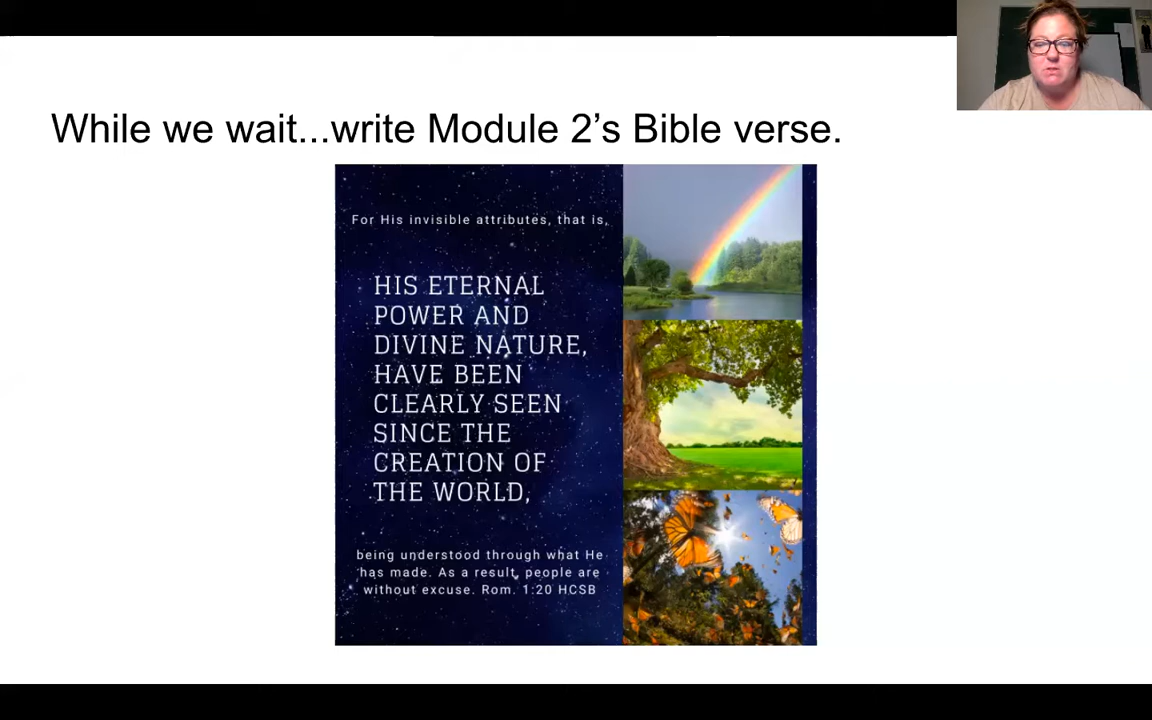 While we wait...write Module 2's Bible verse.
For His invisible attributes, that is,
HIS ETERNAL
POWER AND
DIVINE NATURE,
HAVE BEEN
CLEARLY SEEN
SINCE THE
CREATION OF
THE WORLD,
being understood through what He
has made. As a result, people are
without excuse. Rom. 1:20 HCSB